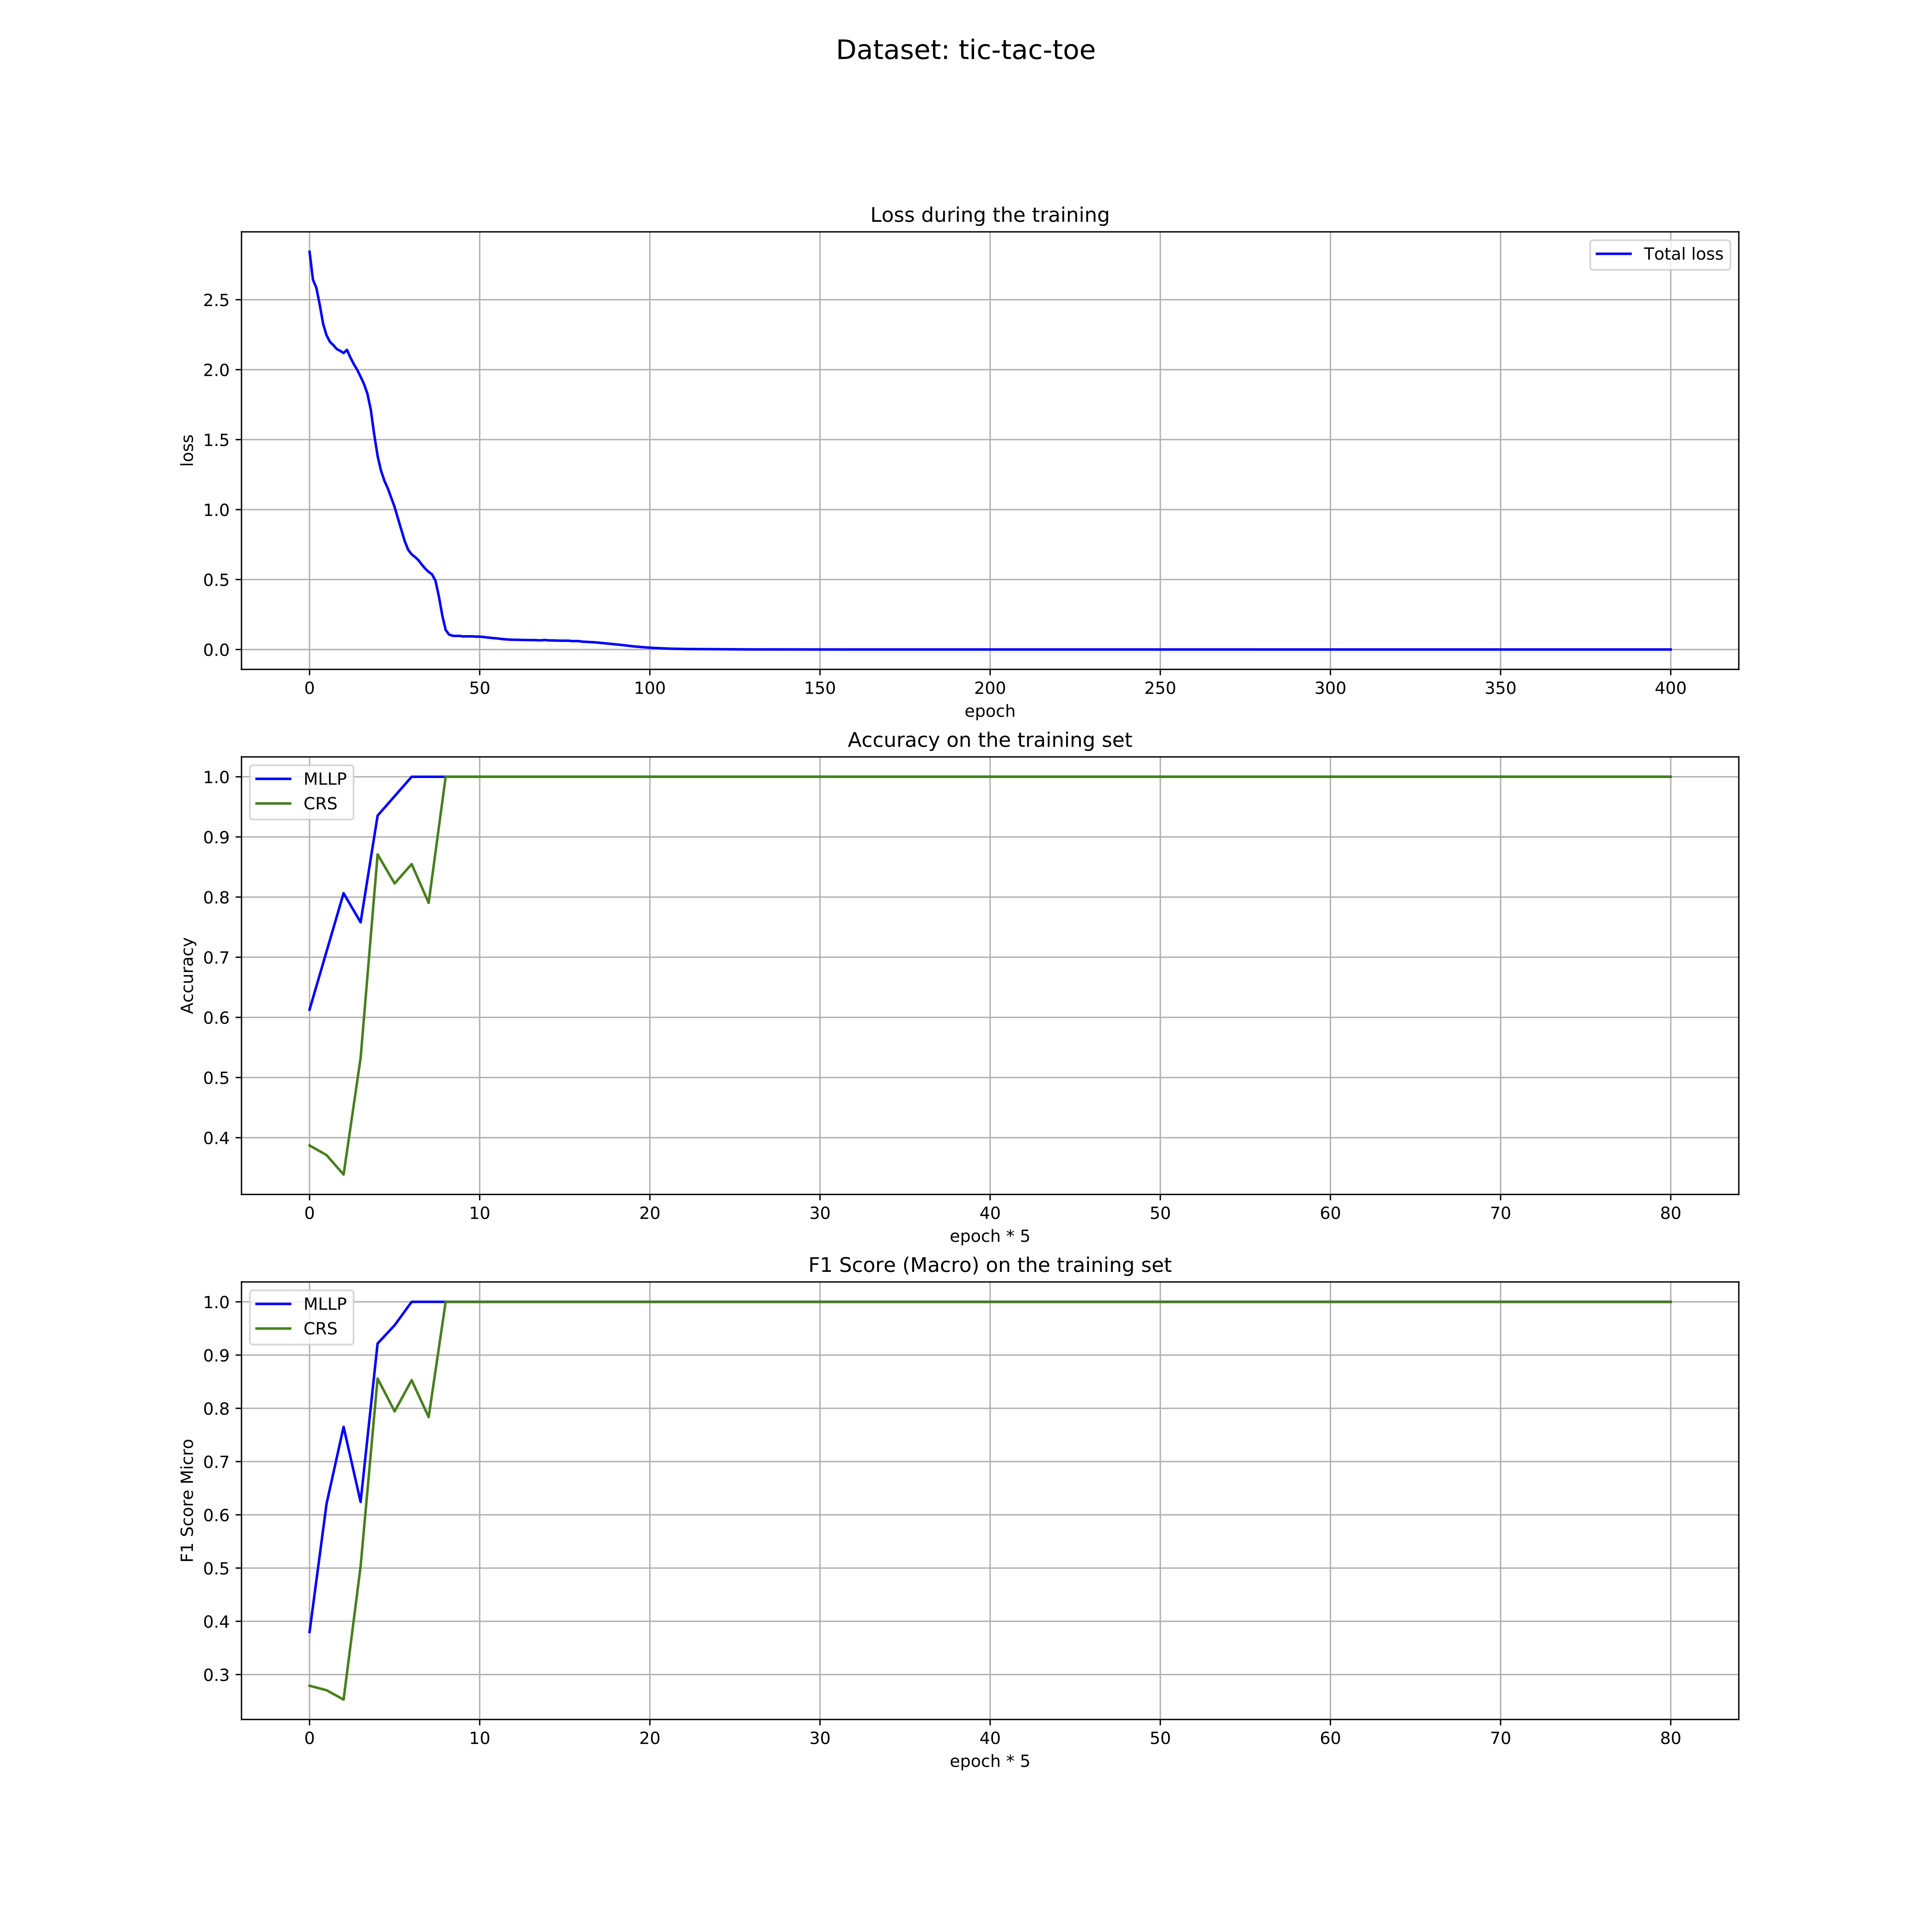 Dataset: tic-tac-toe
Loss during the training
Total loss
2.5
2.0
1.5
1.0
0.5
0.0
loss
0 50 100 150 200 250 300 350 400
epoch
Accuracy on the training set
MLLP
CRS
1.0
0.9
0.8
0.7
0.6
0.5
0.4
Accuracy
0 10 20 30 40 50 60 70 80
epoch * 5
F1 Score (Macro) on the training set
MLLP
CRS
1.0
0.9
0.8
0.7
0.6
0.5
0.4
0.3
F1 Score Micro
0 10 20 30 40 50 60 70 80
epoch * 5